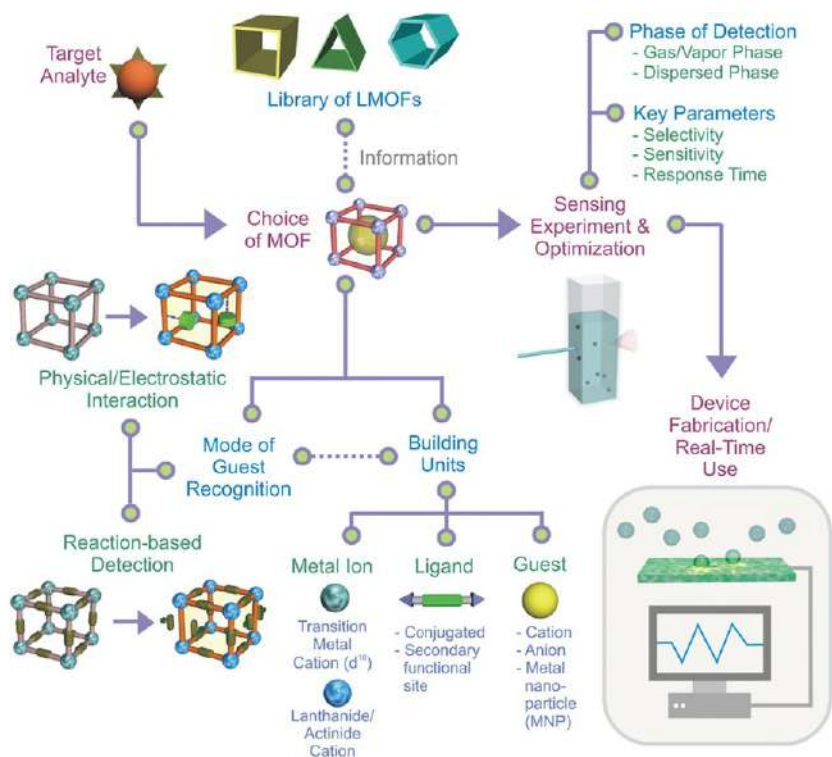 Target
Analyte
Library of LMOFs
Information
Phase of Detection
- Gas/Vapor Phase
- Dispersed Phase
Key Parameters
- Selectivity
- Sensitivity
- Response Time
Choice
of MOF
Sensing
Experiment &
Optimization
Physical/Electrostatic
Interaction
Mode of
Guest
Recognition
Building
Units
Device
Fabrication/
Real-Time
Use
Reaction-based
Detection
Metal Ion
Transition
Metal
Cation (d¹⁰)
Lanthanide/
Actinide
Cation
Ligand
- Conjugated
- Secondary
functional
site
Guest
- Cation
- Anion
- Metal
nano-
particle
(MNP)